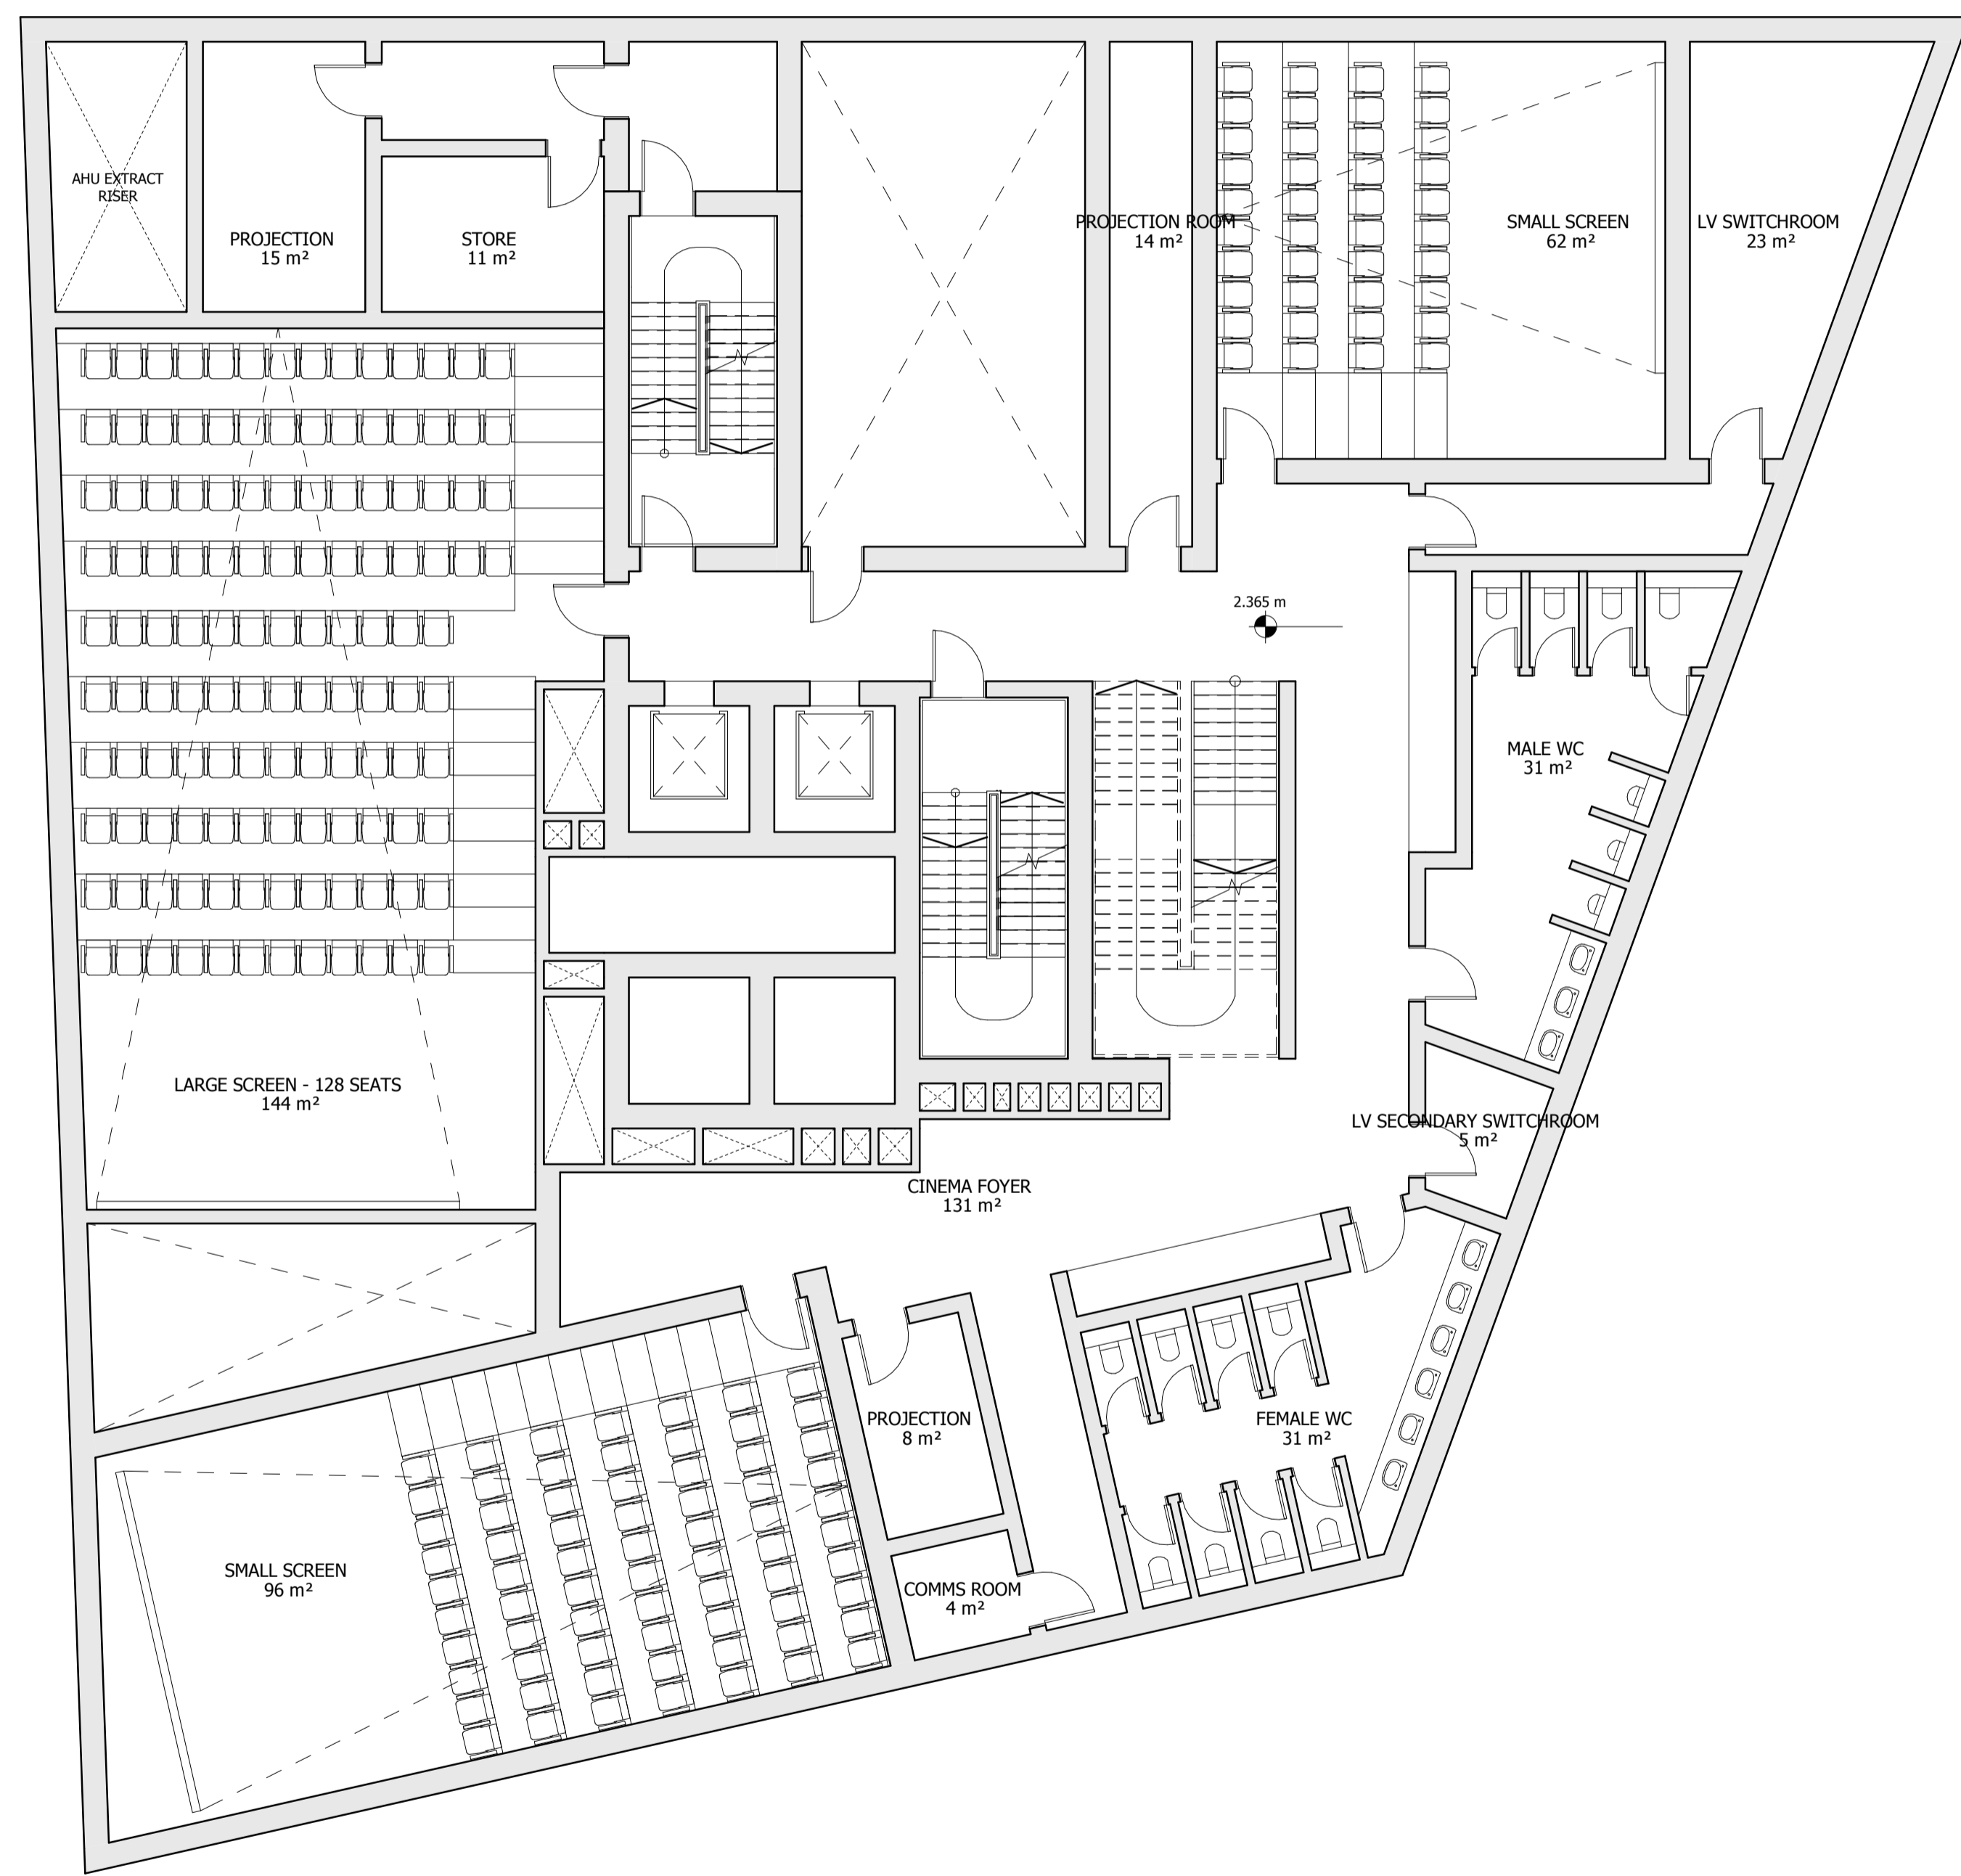 AHU EXTRACT
RISER
PROJECTION
15 m²
STORE
11 m²
PROJECTION ROOM
14 m²
SMALL SCREEN
62 m²
LV SWITCHROOM
23 m²
2.365 m
MALE WC
31 m²
LARGE SCREEN - 128 SEATS
144 m²
LV SECONDARY SWITCHROOM
5 m²
CINEMA FOYER
131 m²
PROJECTION
8 m²
FEMALE WC
31 m²
SMALL SCREEN
96 m²
COMMS ROOM
4 m²